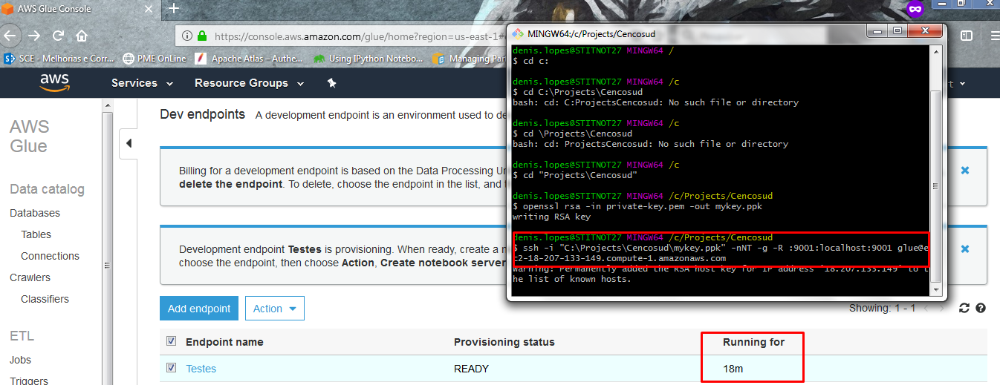 AWS Glue Console
Running
https://console.aws.amazon.com/glue/home?region=us-east-1#
SCE - Melhorias e Corr...
PME OnLine
Apache Atlas – Authe...
Using IPython Notebo...
Managing Part
aws
Services
Resource Groups
AWS
Glue
Data catalog
Databases
Tables
Connections
Crawlers
Classifiers
ETL
Jobs
Triggers
Dev endpoints A development endpoint is an environment used to de
Billing for a development endpoint is based on the Data Processing Un
delete the endpoint. To delete, choose the endpoint in the list, and
Development endpoint Testes is provisioning. When ready, create a n
choose the endpoint, then choose Action, Create notebook server
Add endpoint
Action
Showing: 1 - 1
Endpoint name Provisioning status Running for
Testes READY 18m
MINGW64:/c/Projects/Cencosud
denis.lopes@STITNOT27 MINGW64 /
$ cd c:
denis.lopes@STITNOT27 MINGW64 /c
$ cd C:\Projects\Cencosud
bash: cd: C:ProjectsCencosud: No such file or directory
denis.lopes@STITNOT27 MINGW64 /c
$ cd \Projects\Cencosud
bash: cd: ProjectsCencosud: No such file or directory
denis.lopes@STITNOT27 MINGW64 /c
$ cd "Projects\Cencosud"
denis.lopes@STITNOT27 MINGW64 /c/Projects/Cencosud
$ openssl rsa -in private-key.pem -out mykey.ppk
writing RSA key
denis.lopes@STITNOT27 MINGW64 /c/Projects/Cencosud
$ ssh -i "C:\Projects\Cencosud\mykey.ppk" -nNT -g -R :9001:localhost:9001 glue@e
c2-18-207-133-149.compute-1.amazonaws.com
Warning: Permanently added the RSA host key for IP address '18.207.133.149' to t
he list of known hosts.